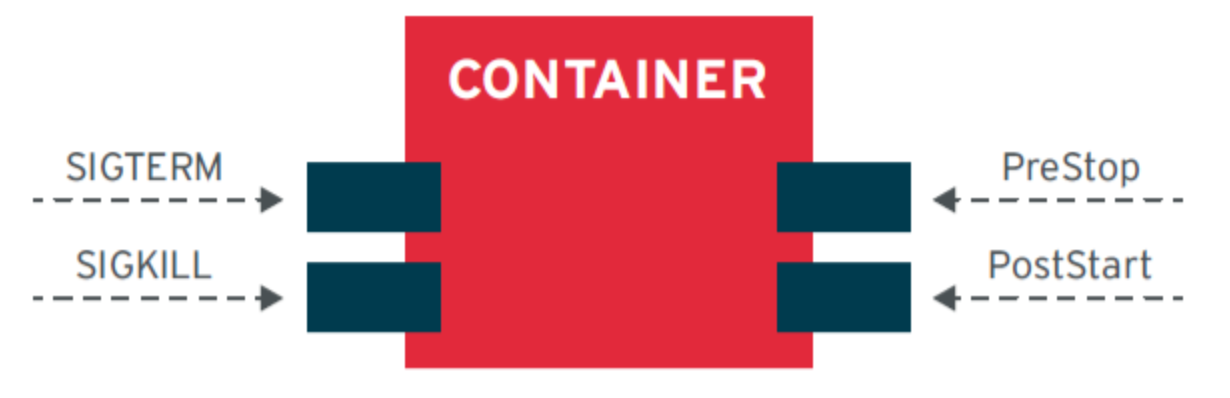 CONTAINER
SIGTERM
PreStop
SIGKILL
PostStart